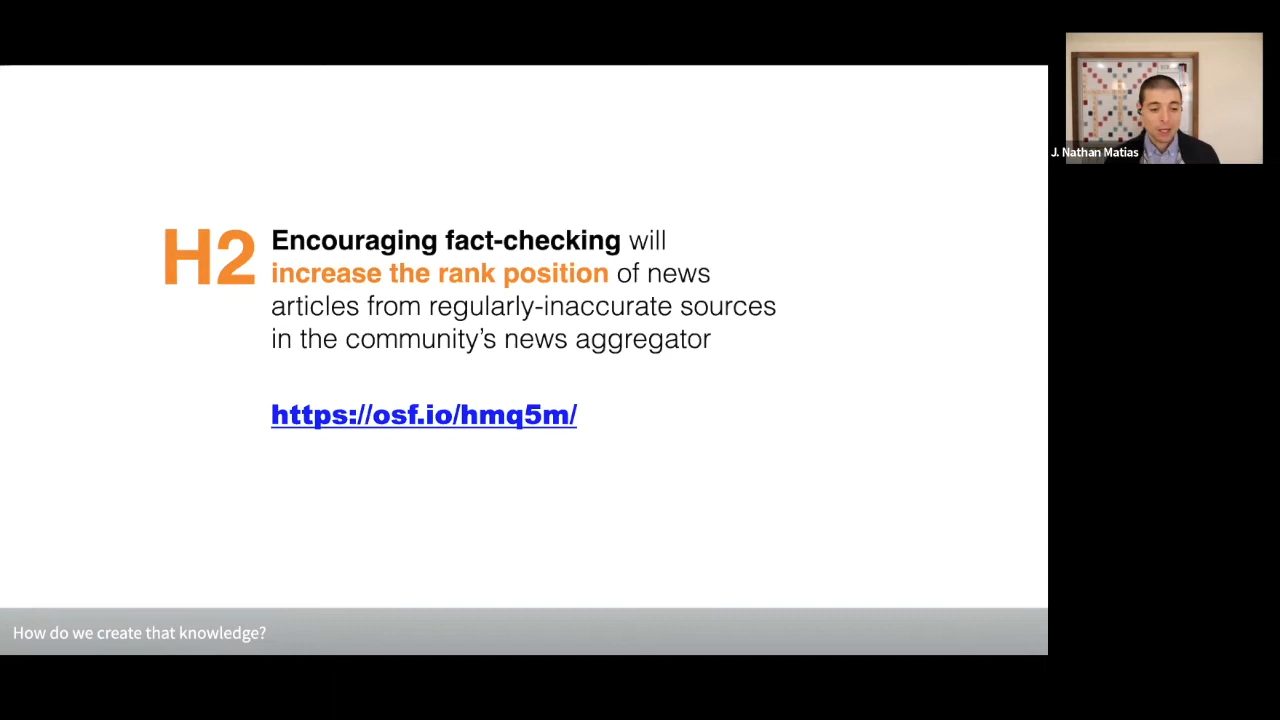 H2
Encouraging fact-checking will
increase the rank position of news
articles from regularly-inaccurate sources
in the community's news aggregator
https://osf.io/hmq5m/
How do we create that knowledge?
J. Nathan Matias